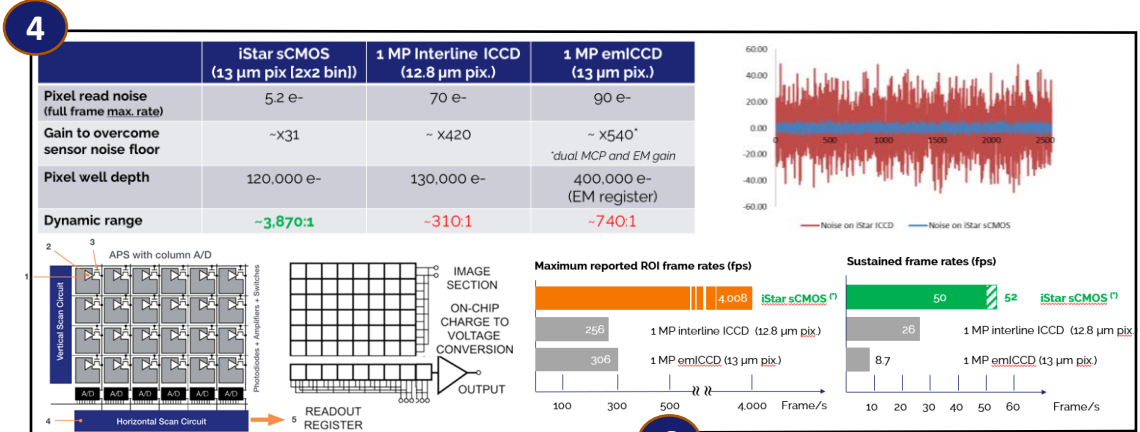 4
iStar sCMOS
(13 µm pix [2x2 bin])
1 MP Interline ICCD
(12.8 µm pix.)
1 MP emICCD
(13 µm pix.)
Pixel read noise
(full frame max. rate)
5.2 e-
70 e-
90 e-
Gain to overcome
sensor noise floor
~x31
~ x420
~ x540*
*dual MCP and EM gain
Pixel well depth
120,000 e-
130,000 e-
400,000 e-
(EM register)
Dynamic range
~3,870:1
~310:1
~740:1
60.00
40.00
20.00
0.00
-20.00
-40.00
-60.00
0
500
1000
1500
2000
2500
Noise on iStar ICCD
Noise on iStar sCMOS
2
3
APS with column A/D
1
Vertical Scan Circuit
Photodiodes + Amplifiers + Switches
A/D
A/D
A/D
A/D
A/D
A/D
4
Horizontal Scan Circuit
5
IMAGE
SECTION
ON-CHIP
CHARGE TO
VOLTAGE
CONVERSION
OUTPUT
READOUT
REGISTER
Maximum reported ROI frame rates (fps)
4,008
iStar sCMOS (*)
256
1 MP interline ICCD (12.8 µm pix.)
306
1 MP emICCD (13 µm pix.)
100
300
500
4,000
Frame/s
Sustained frame rates (fps)
50
52
iStar sCMOS (*)
26
1 MP interline ICCD (12.8 µm pix.)
8.7
1 MP emICCD (13 µm pix.)
10
20
30
40
50
60
Frame/s